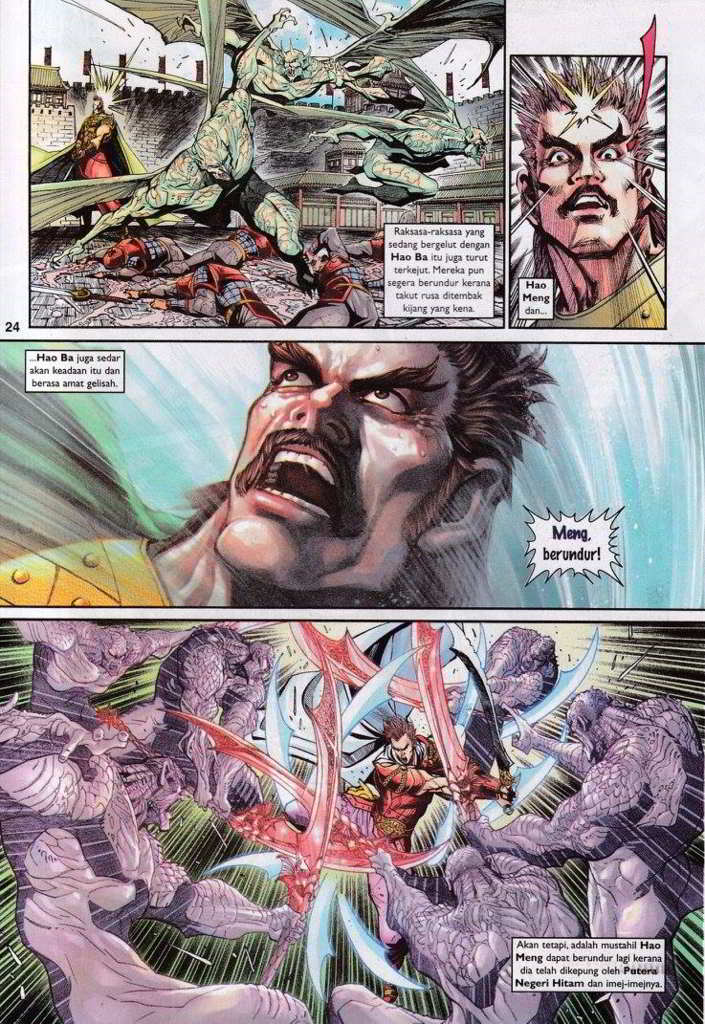 Raksasa-raksasa yang
sedang bergelut dengan
Hao Ba itu juga turut
terkejut. Mereka pun
segera berundur kerana
takut rusa ditembak
kijang yang kena.
Hao
Meng
dan...
24
...Hao Ba juga sedar
akan keadaan itu dan
berasa amat gelisah.
Meng,
berundur!
Akan tetapi, adalah mustahil Hao
Meng dapat berundur lagi kerana
dia telah dikepung oleh Putera
Negeri Hitam dan imej-imejnya.